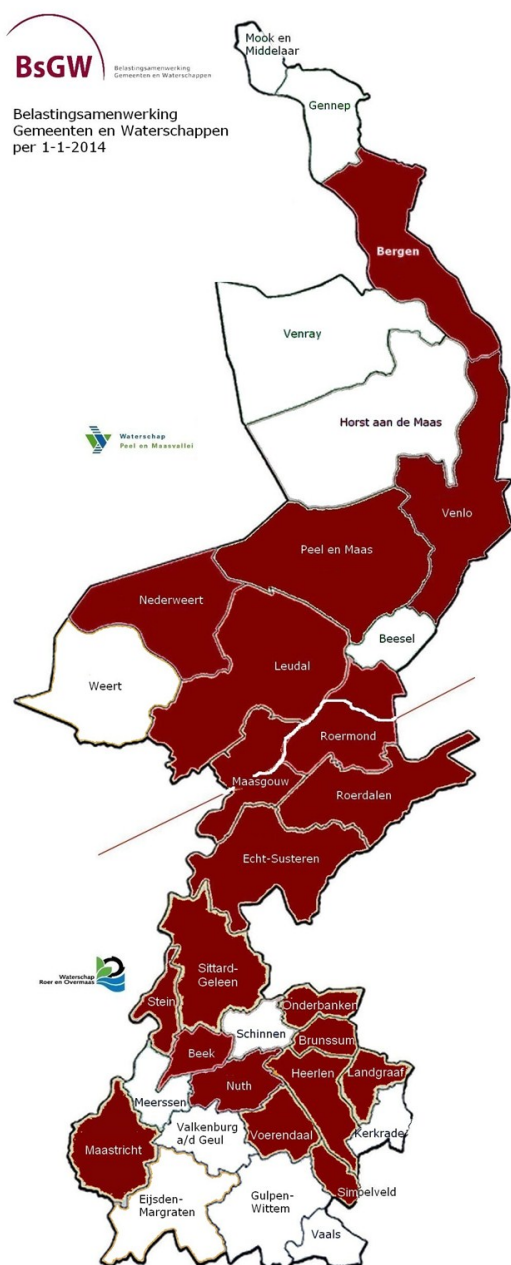 BsGW
Belastingsamenwerking
Gemeenten en Waterschappen
Belastingsamenwerking
Gemeenten en Waterschappen
per 1-1-2014
Mook en
Middelaar
Gennep
Bergen
Venray
Horst aan de Maas
Waterschap
Peel en Maasvallei
Venlo
Peel en Maas
Nederweert
Beesel
Leudal
Weert
Roermond
Maasgouw
Roerdalen
Echt-Susteren
Waterschap
Roer en Overmaas
Sittard-
Geleen
Stein
Onderbanken
Schinnen
Brunssum
Beek
Heerlen
Landgraaf
Nuth
Meerssen
Valkenburg
a/d Geul
Voerendaal
Kerkrade
Maastricht
Simpelveld
Eijsden-
Margraten
Gulpen-
Wittem
Vaals